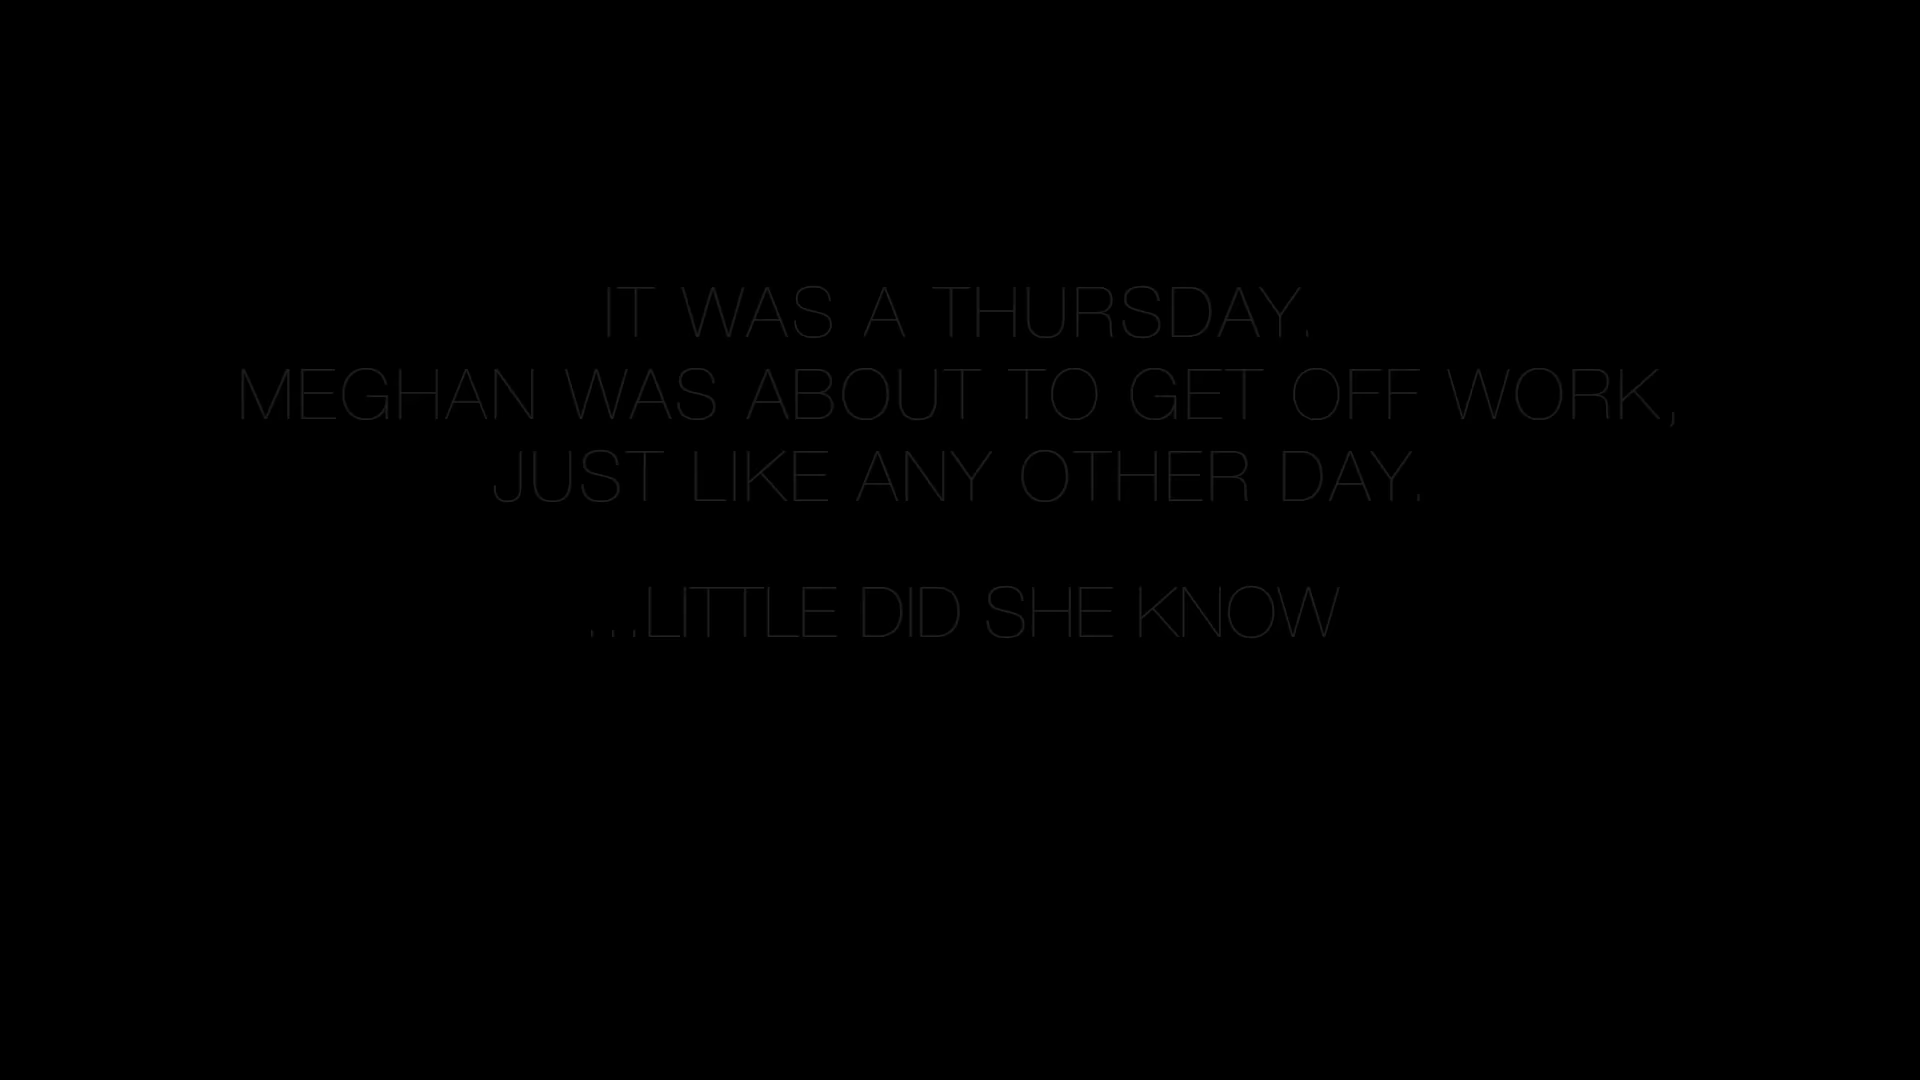 IT WAS A THURSDAY.
MEGHAN WAS ABOUT TO GET OFF WORK,
JUST LIKE ANY OTHER DAY.
...LITTLE DID SHE KNOW